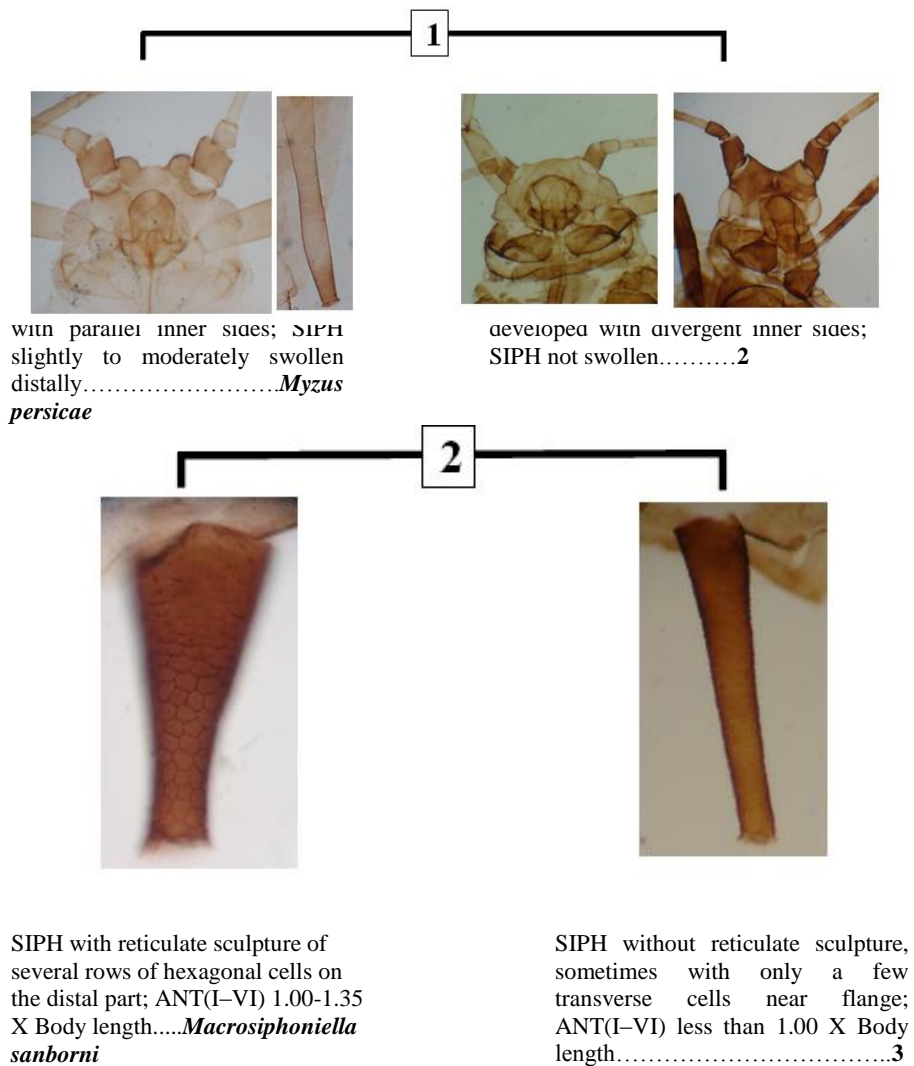 1
with parallel inner sides; SIPH
slightly to moderately swollen
distally…………………….Myzus
persicae
developed with divergent inner sides;
SIPH not swollen.………2
2
SIPH with reticulate sculpture of
several rows of hexagonal cells on
the distal part; ANT(I–VI) 1.00-1.35
X Body length.....Macrosiphoniella
sanborni
SIPH without reticulate sculpture,
sometimes with only a few
transverse cells near flange;
ANT(I–VI) less than 1.00 X Body
length…………………………….3